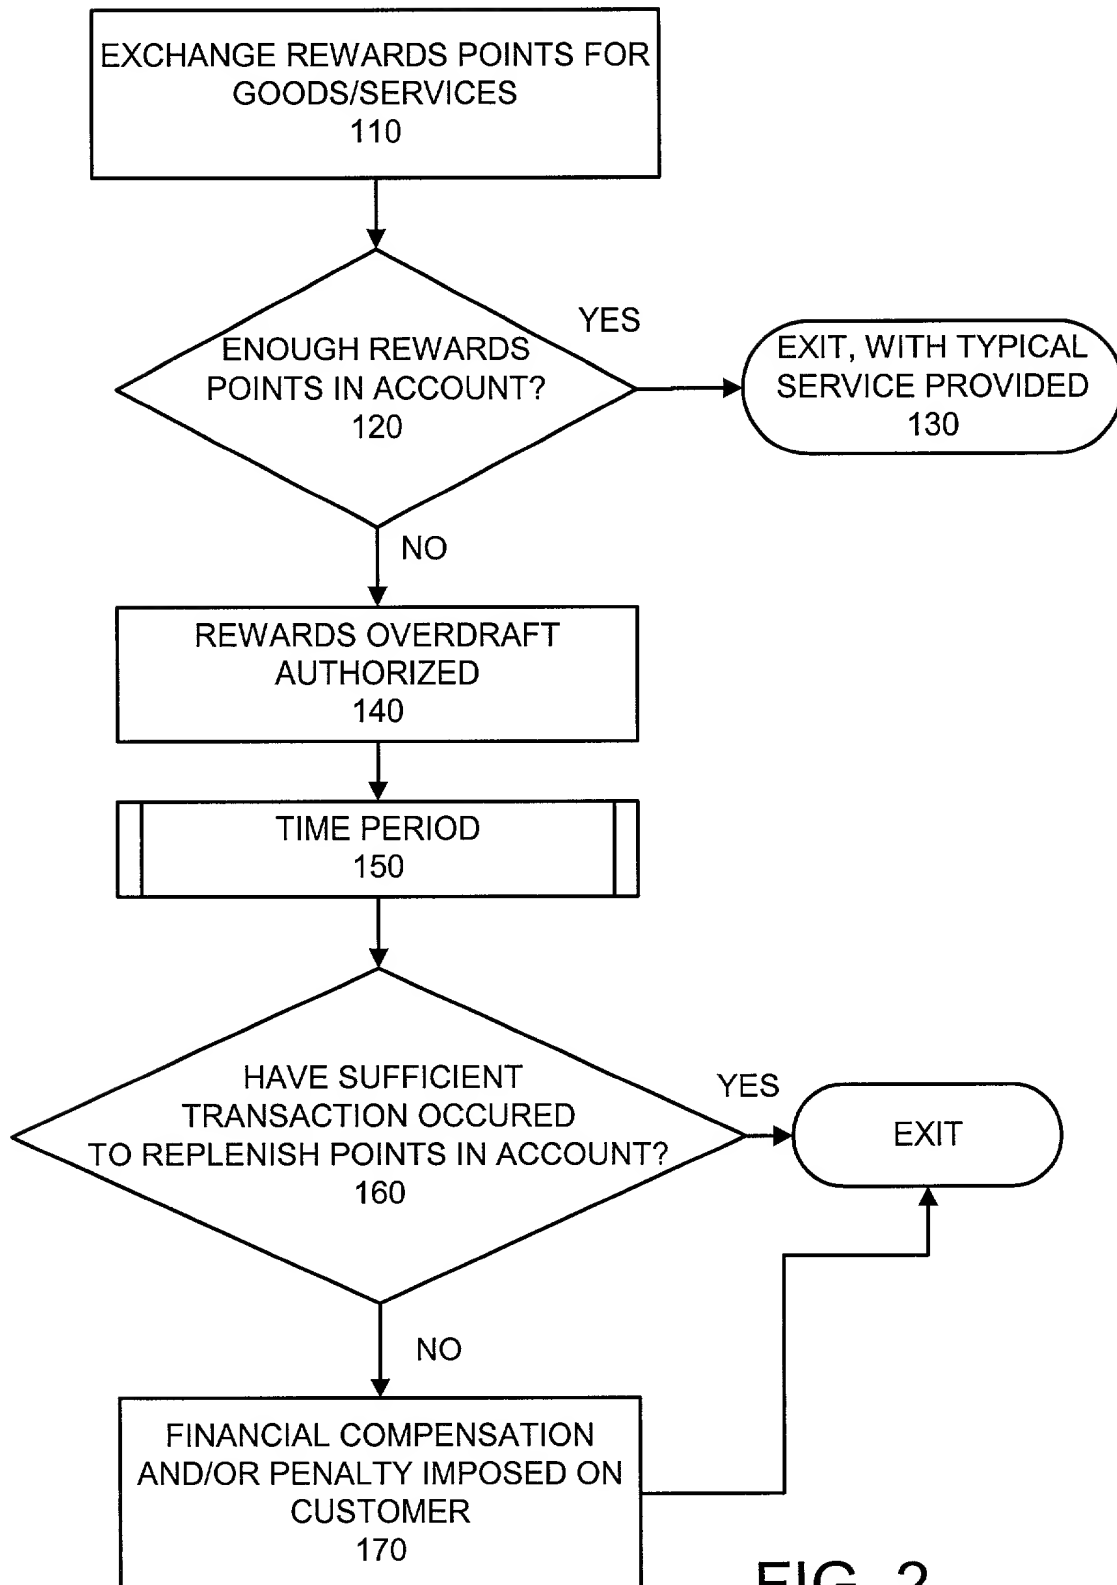 EXCHANGE REWARDS POINTS FOR
GOODS/SERVICES
110
ENOUGH REWARDS
POINTS IN ACCOUNT?
120
YES
EXIT, WITH TYPICAL
SERVICE PROVIDED
130
NO
REWARDS OVERDRAFT
AUTHORIZED
140
TIME PERIOD
150
HAVE SUFFICIENT
TRANSACTION OCCURED
TO REPLENISH POINTS IN ACCOUNT?
160
YES
EXIT
NO
FINANCIAL COMPENSATION
AND/OR PENALTY IMPOSED ON
CUSTOMER
170
FIG. 2